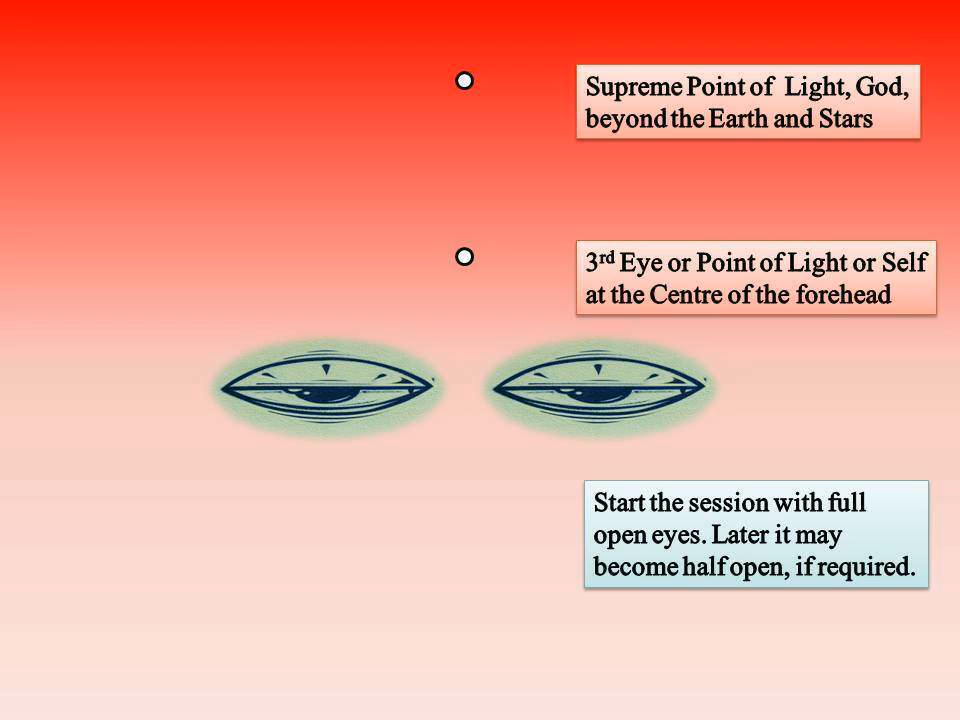 Supreme Point of Light, God,
beyond the Earth and Stars
3rd Eye or Point of Light or Self
at the Centre of the forehead
Start the session with full
open eyes. Later it may
become half open, if required.